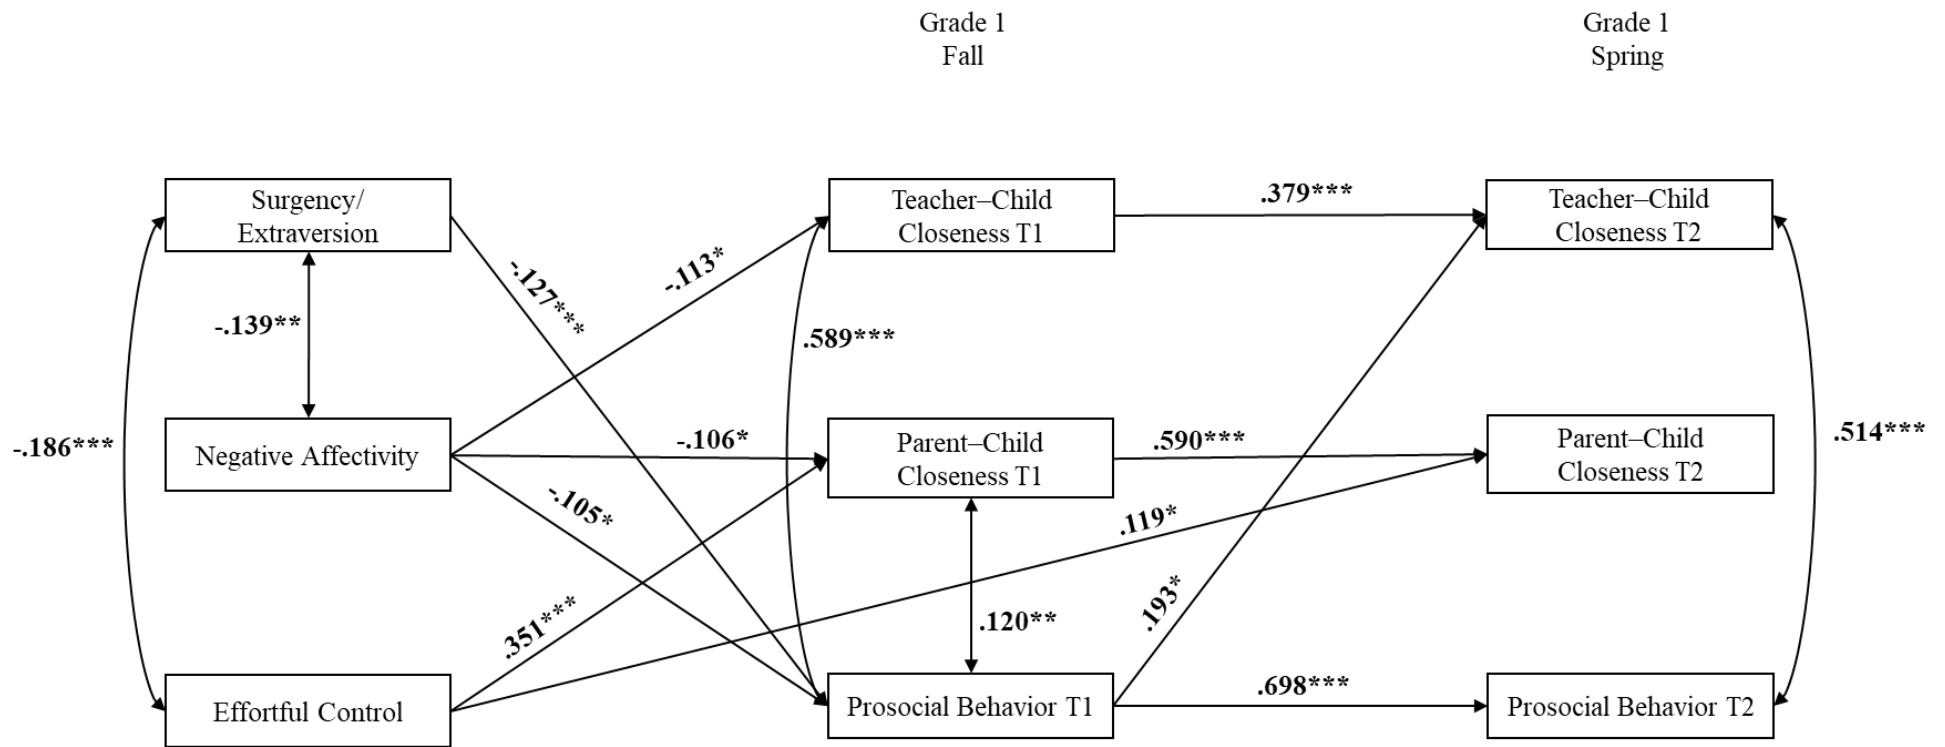 Grade 1
Fall
Grade 1
Spring
Surgency/
Extraversion
Teacher–Child
Closeness T1
.379***
Teacher–Child
Closeness T2
-.127***
-.113*
-.139**
.589***
-.186***
Negative Affectivity
-.106*
Parent–Child
Closeness T1
.590***
Parent–Child
Closeness T2
.514***
-.105*
.119*
.351***
.120**
.193*
Effortful Control
Prosocial Behavior T1
.698***
Prosocial Behavior T2